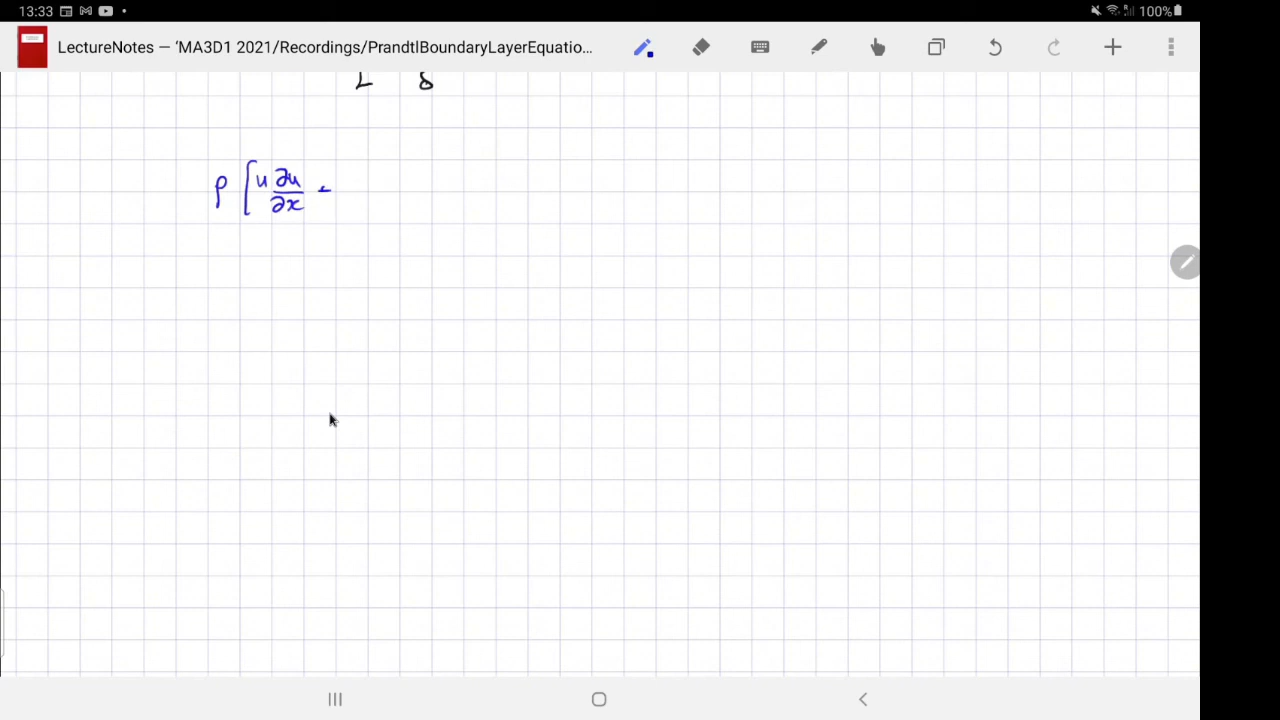 13:33 100%
LectureNotes — ‘MA3D1 2021/Recordings/PrandtlBoundaryLayerEquatio...
L δ
ρ [u ∂u/∂x +